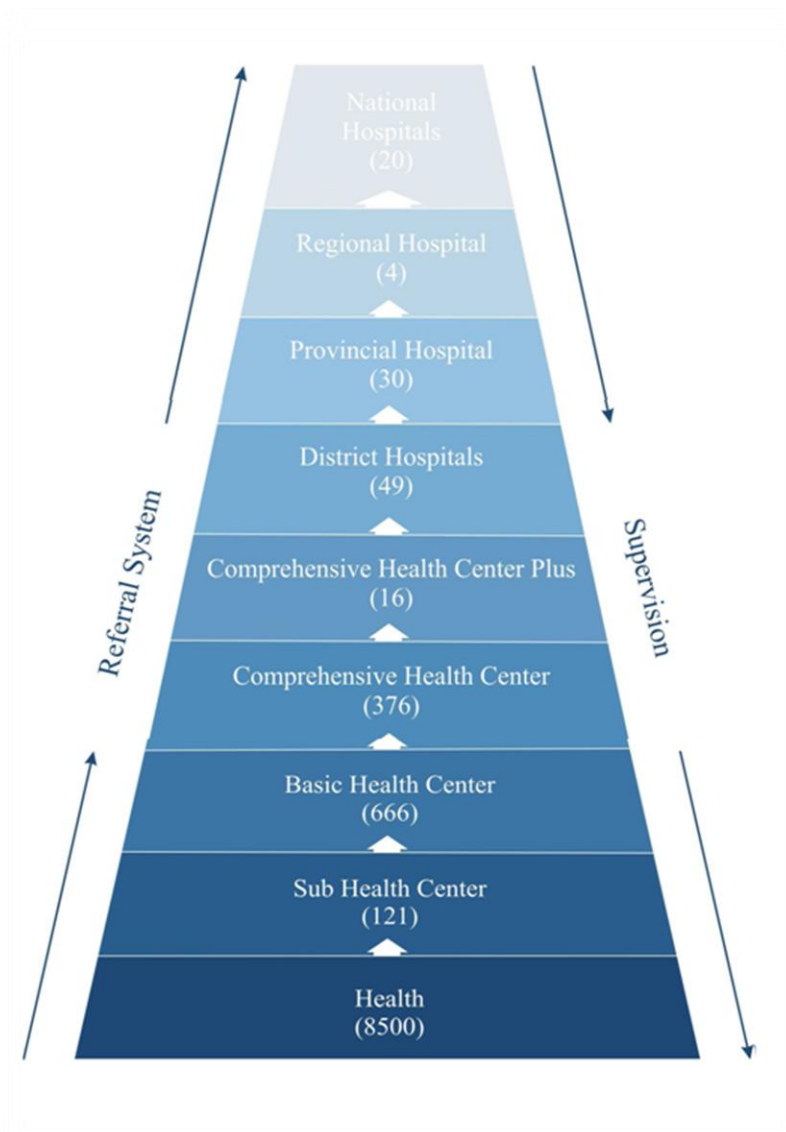 National
Hospitals
(20)
Regional Hospital
(4)
Provincial Hospital
(30)
District Hospitals
(49)
Comprehensive Health Center Plus
(16)
Comprehensive Health Center
(376)
Basic Health Center
(666)
Sub Health Center
(121)
Health
(8500)
Referral System
Supervision